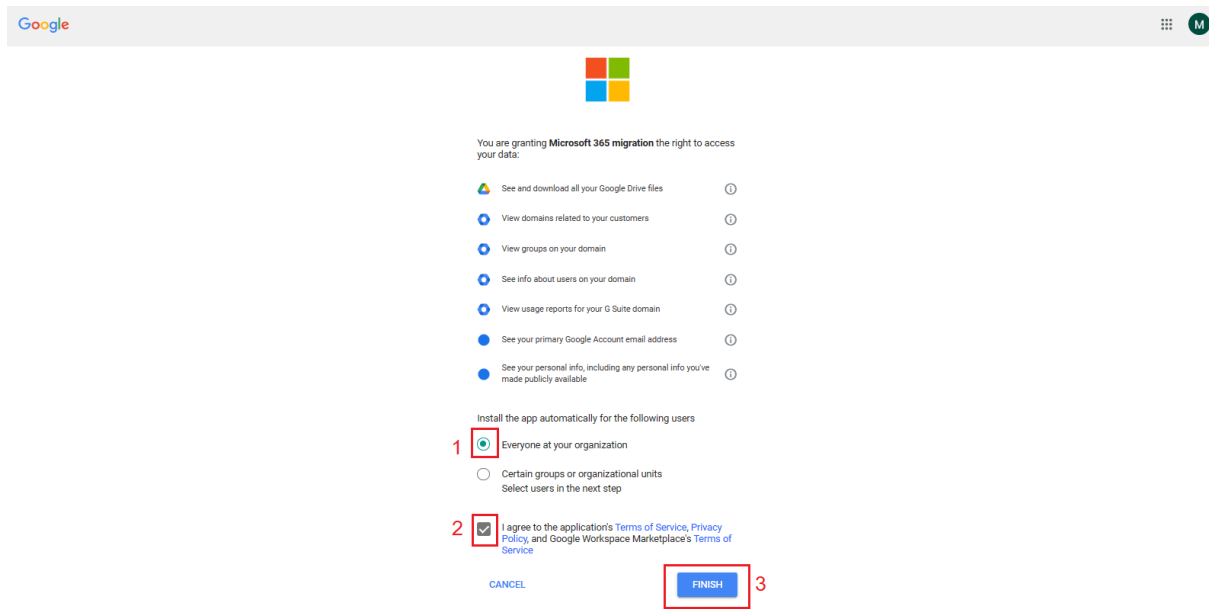 Google
M
You are granting Microsoft 365 migration the right to access
your data:
See and download all your Google Drive files
View domains related to your customers
View groups on your domain
See info about users on your domain
View usage reports for your G Suite domain
See your primary Google Account email address
See your personal info, including any personal info you've
made publicly available
Install the app automatically for the following users
1 Everyone at your organization
Certain groups or organizational units
Select users in the next step
2 I agree to the application's Terms of Service, Privacy
Policy, and Google Workspace Marketplace's Terms of
Service
CANCEL FINISH 3